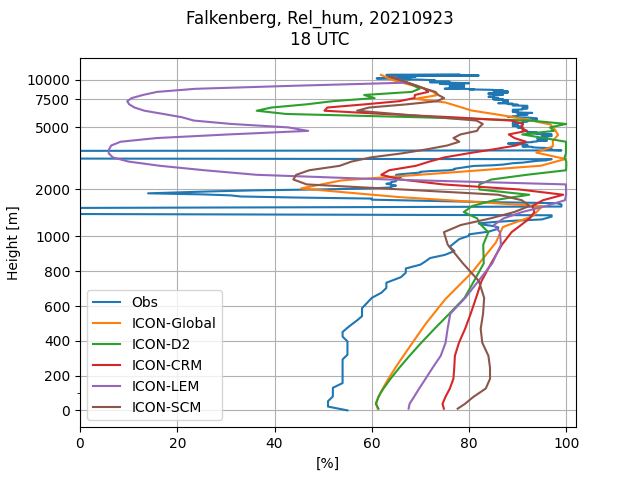 Falkenberg, Rel_hum, 20210923
18 UTC
10000
7500
5000
2000
1000
800
600
400
200
0
Height [m]
Obs
ICON-Global
ICON-D2
ICON-CRM
ICON-LEM
ICON-SCM
0 20 40 60 80 100
[%]